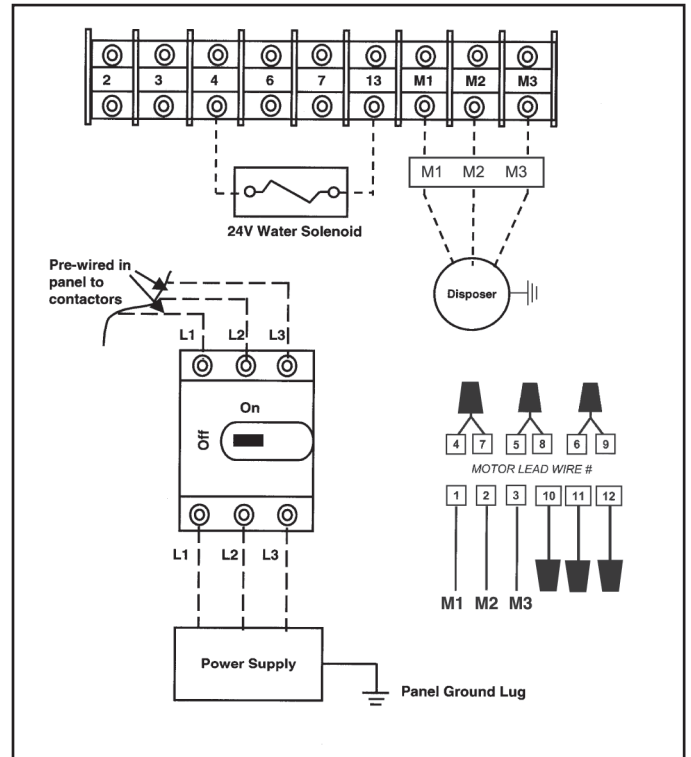 2 3 4 6 7 13 M1 M2 M3
M1 M2 M3
24V Water Solenoid
Disposer
Pre-wired in
panel to
contactors
L1 L2 L3
On
Off
L1 L2 L3
Power Supply
Panel Ground Lug
4 7 5 8 6 9
MOTOR LEAD WIRE #
1 2 3 10 11 12
M1 M2 M3